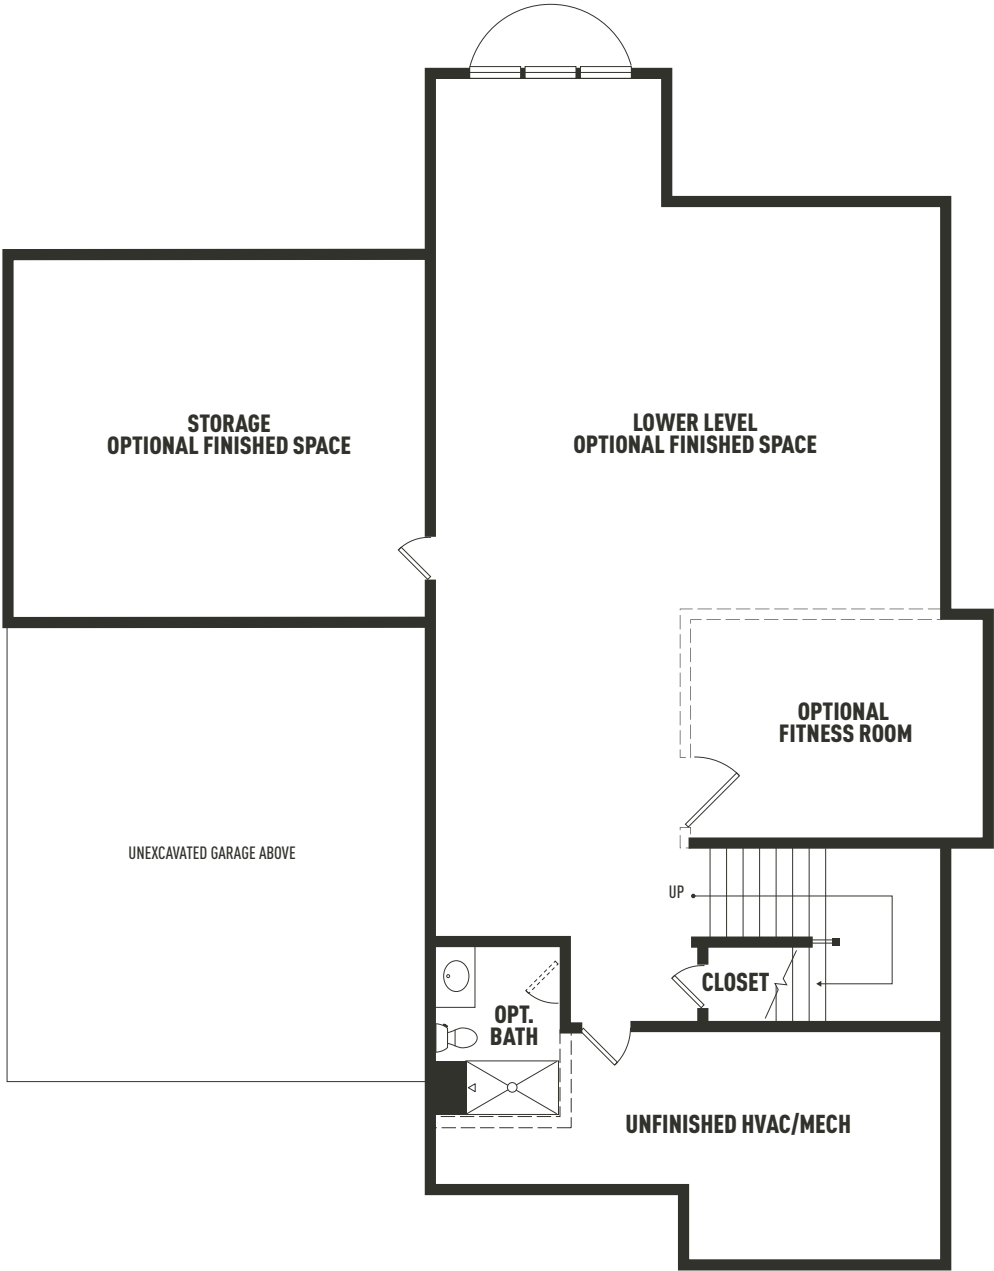 STORAGE
OPTIONAL FINISHED SPACE
LOWER LEVEL
OPTIONAL FINISHED SPACE
OPTIONAL
FITNESS ROOM
UNEXCAVATED GARAGE ABOVE
UP
CLOSET
OPT.
BATH
UNFINISHED HVAC/MECH